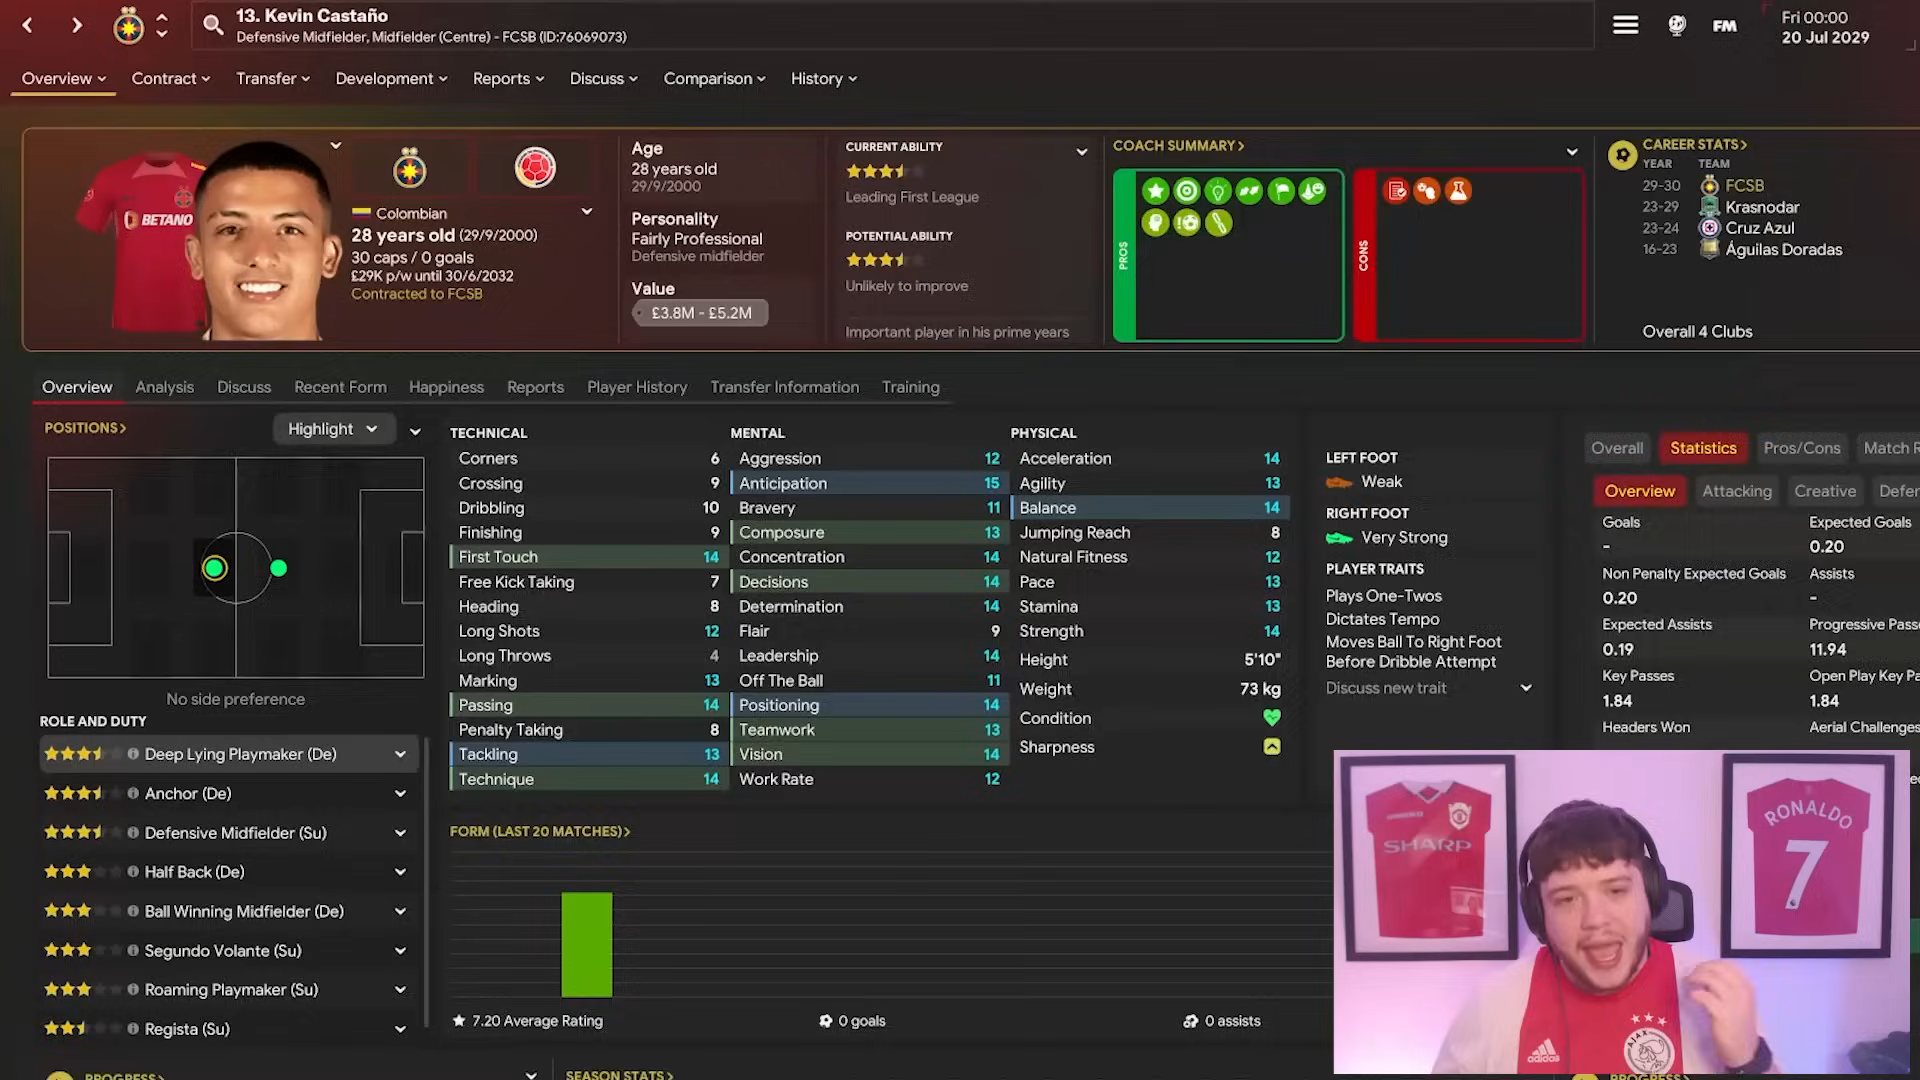 13. Kevin Castaño
Defensive Midfielder, Midfielder (Centre) - FCSB (ID:76069073)
FM
Fri 00:00
20 Jul 2029
Overview
Contract
Transfer
Development
Reports
Discuss
Comparison
History
BETANO
Colombian
28 years old (29/9/2000)
30 caps / 0 goals
£29K p/w until 30/6/2032
Contracted to FCSB
Age
28 years old
29/9/2000
Personality
Fairly Professional
Defensive midfielder
Value
£3.8M - £5.2M
CURRENT ABILITY
Leading First League
POTENTIAL ABILITY
Unlikely to improve
Important player in his prime years
COACH SUMMARY>
PROS
CONS
CAREER STATS>
YEAR TEAM
29-30 FCSB
23-29 Krasnodar
23-24 Cruz Azul
16-23 Águilas Doradas
Overall 4 Clubs
Overview Analysis Discuss Recent Form Happiness Reports Player History Transfer Information Training
POSITIONS>
Highlight
No side preference
ROLE AND DUTY
Deep Lying Playmaker (De)
Anchor (De)
Defensive Midfielder (Su)
Half Back (De)
Ball Winning Midfielder (De)
Segundo Volante (Su)
Roaming Playmaker (Su)
Regista (Su)
TECHNICAL
Corners 6
Crossing 9
Dribbling 10
Finishing 9
First Touch 14
Free Kick Taking 7
Heading 8
Long Shots 12
Long Throws 4
Marking 13
Passing 14
Penalty Taking 8
Tackling 13
Technique 14
MENTAL
Aggression 12
Anticipation 15
Bravery 11
Composure 13
Concentration 14
Decisions 14
Determination 14
Flair 9
Leadership 14
Off The Ball 11
Positioning 14
Teamwork 13
Vision 14
Work Rate 12
PHYSICAL
Acceleration 14
Agility 13
Balance 14
Jumping Reach 8
Natural Fitness 12
Pace 13
Stamina 13
Strength 14
Height 5'10"
Weight 73 kg
Condition
Sharpness
LEFT FOOT
Weak
RIGHT FOOT
Very Strong
PLAYER TRAITS
Plays One-Twos
Dictates Tempo
Moves Ball To Right Foot
Before Dribble Attempt
Discuss new trait
Overall Statistics Pros/Cons Match R
Overview Attacking Creative Defer
Goals Expected Goals
- 0.20
Non Penalty Expected Goals Assists
0.20 -
Expected Assists Progressive Passe
0.19 11.94
Key Passes Open Play Key Pa
1.84 1.84
Headers Won Aerial Challenges
FORM (LAST 20 MATCHES)>
7.20 Average Rating
0 goals
0 assists
PROGRESS>
SEASON STATS>
PROGRESS>
SHARP
RONALDO
7
adidas
AJAX